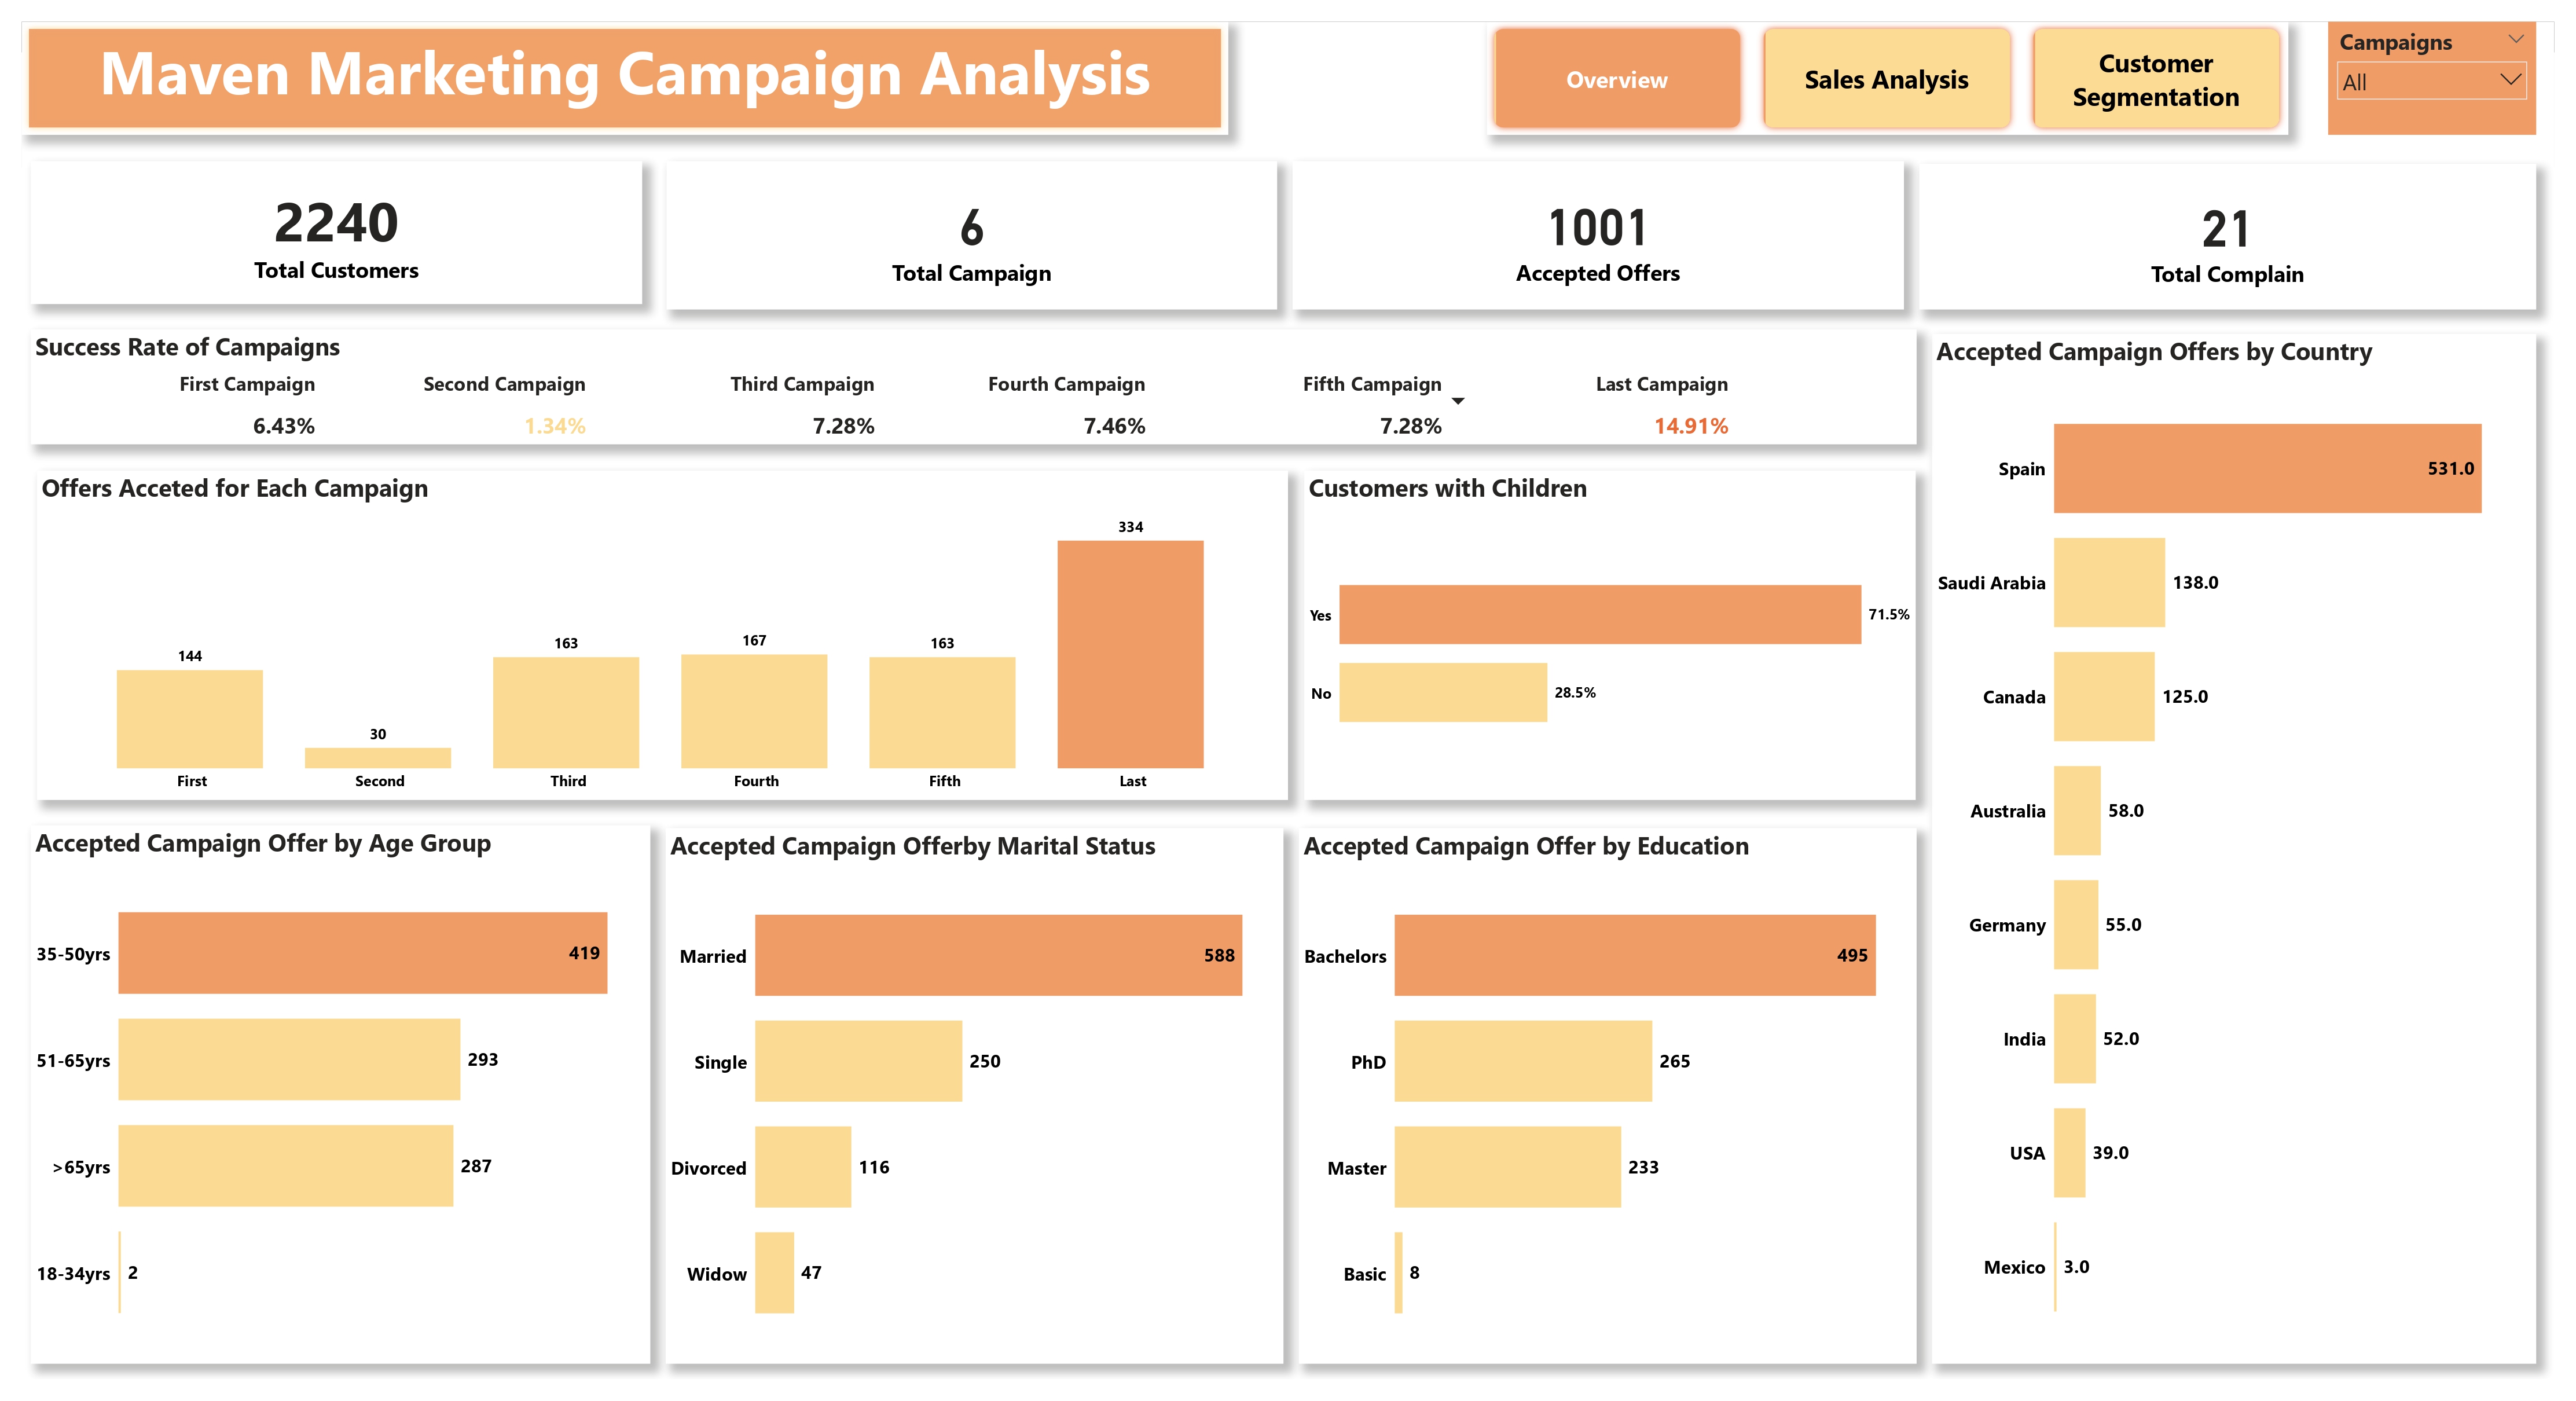 Maven Marketing Campaign Analysis
Overview
Sales Analysis
Customer
Segmentation
Campaigns
All
2240
Total Customers
6
Total Campaign
1001
Accepted Offers
21
Total Complain
Success Rate of Campaigns
First Campaign Second Campaign Third Campaign Fourth Campaign Fifth Campaign Last Campaign
6.43% 1.34% 7.28% 7.46% 7.28% 14.91%
Offers Acceted for Each Campaign
144 30 163 167 163 334
First Second Third Fourth Fifth Last
Customers with Children
Yes 71.5%
No 28.5%
Accepted Campaign Offers by Country
Spain 531.0
Saudi Arabia 138.0
Canada 125.0
Australia 58.0
Germany 55.0
India 52.0
USA 39.0
Mexico 3.0
Accepted Campaign Offer by Age Group
35-50yrs 419
51-65yrs 293
>65yrs 287
18-34yrs 2
Accepted Campaign Offerby Marital Status
Married 588
Single 250
Divorced 116
Widow 47
Accepted Campaign Offer by Education
Bachelors 495
PhD 265
Master 233
Basic 8